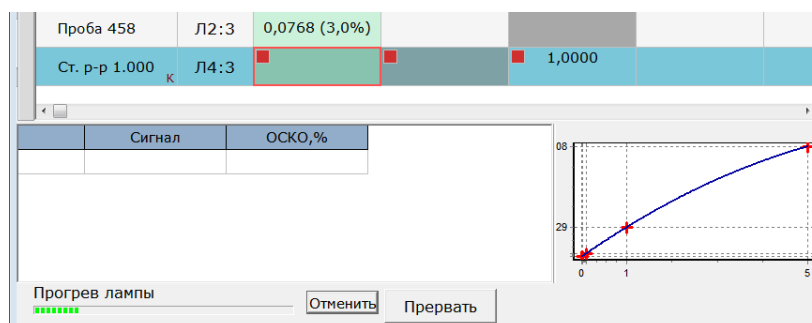 Проба 458 Л2:3 0,0768 (3,0%)
Ст. р-р 1.000 К Л4:3 1,0000
Сигнал ОСКО,%
08
29
0 1 5
Прогрев лампы
Отменить Прервать